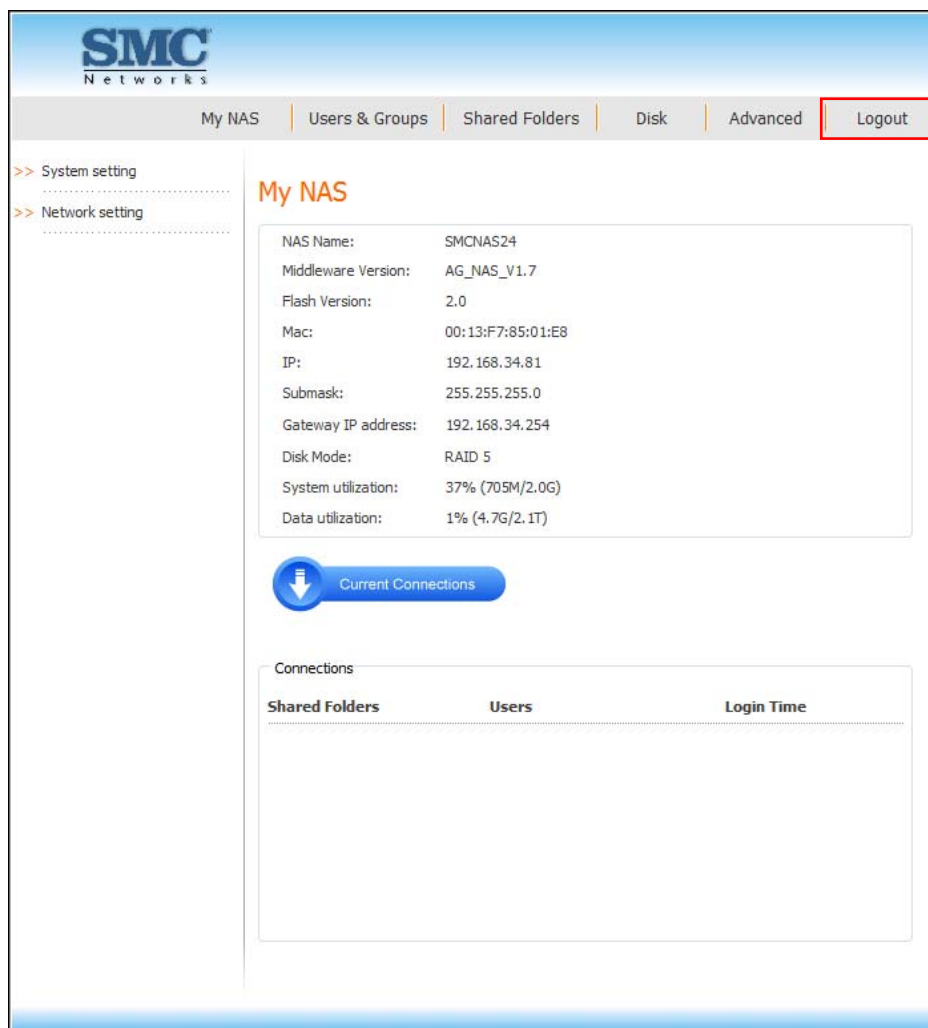 SMC
Networks
My NAS Users & Groups Shared Folders Disk Advanced Logout
>> System setting
>> Network setting
My NAS
NAS Name: SMCNAS24
Middleware Version: AG_NAS_V1.7
Flash Version: 2.0
Mac: 00:13:F7:85:01:E8
IP: 192.168.34.81
Submask: 255.255.255.0
Gateway IP address: 192.168.34.254
Disk Mode: RAID 5
System utilization: 37% (705M/2.0G)
Data utilization: 1% (4.7G/2.1T)
Current Connections
Connections
Shared Folders Users Login Time